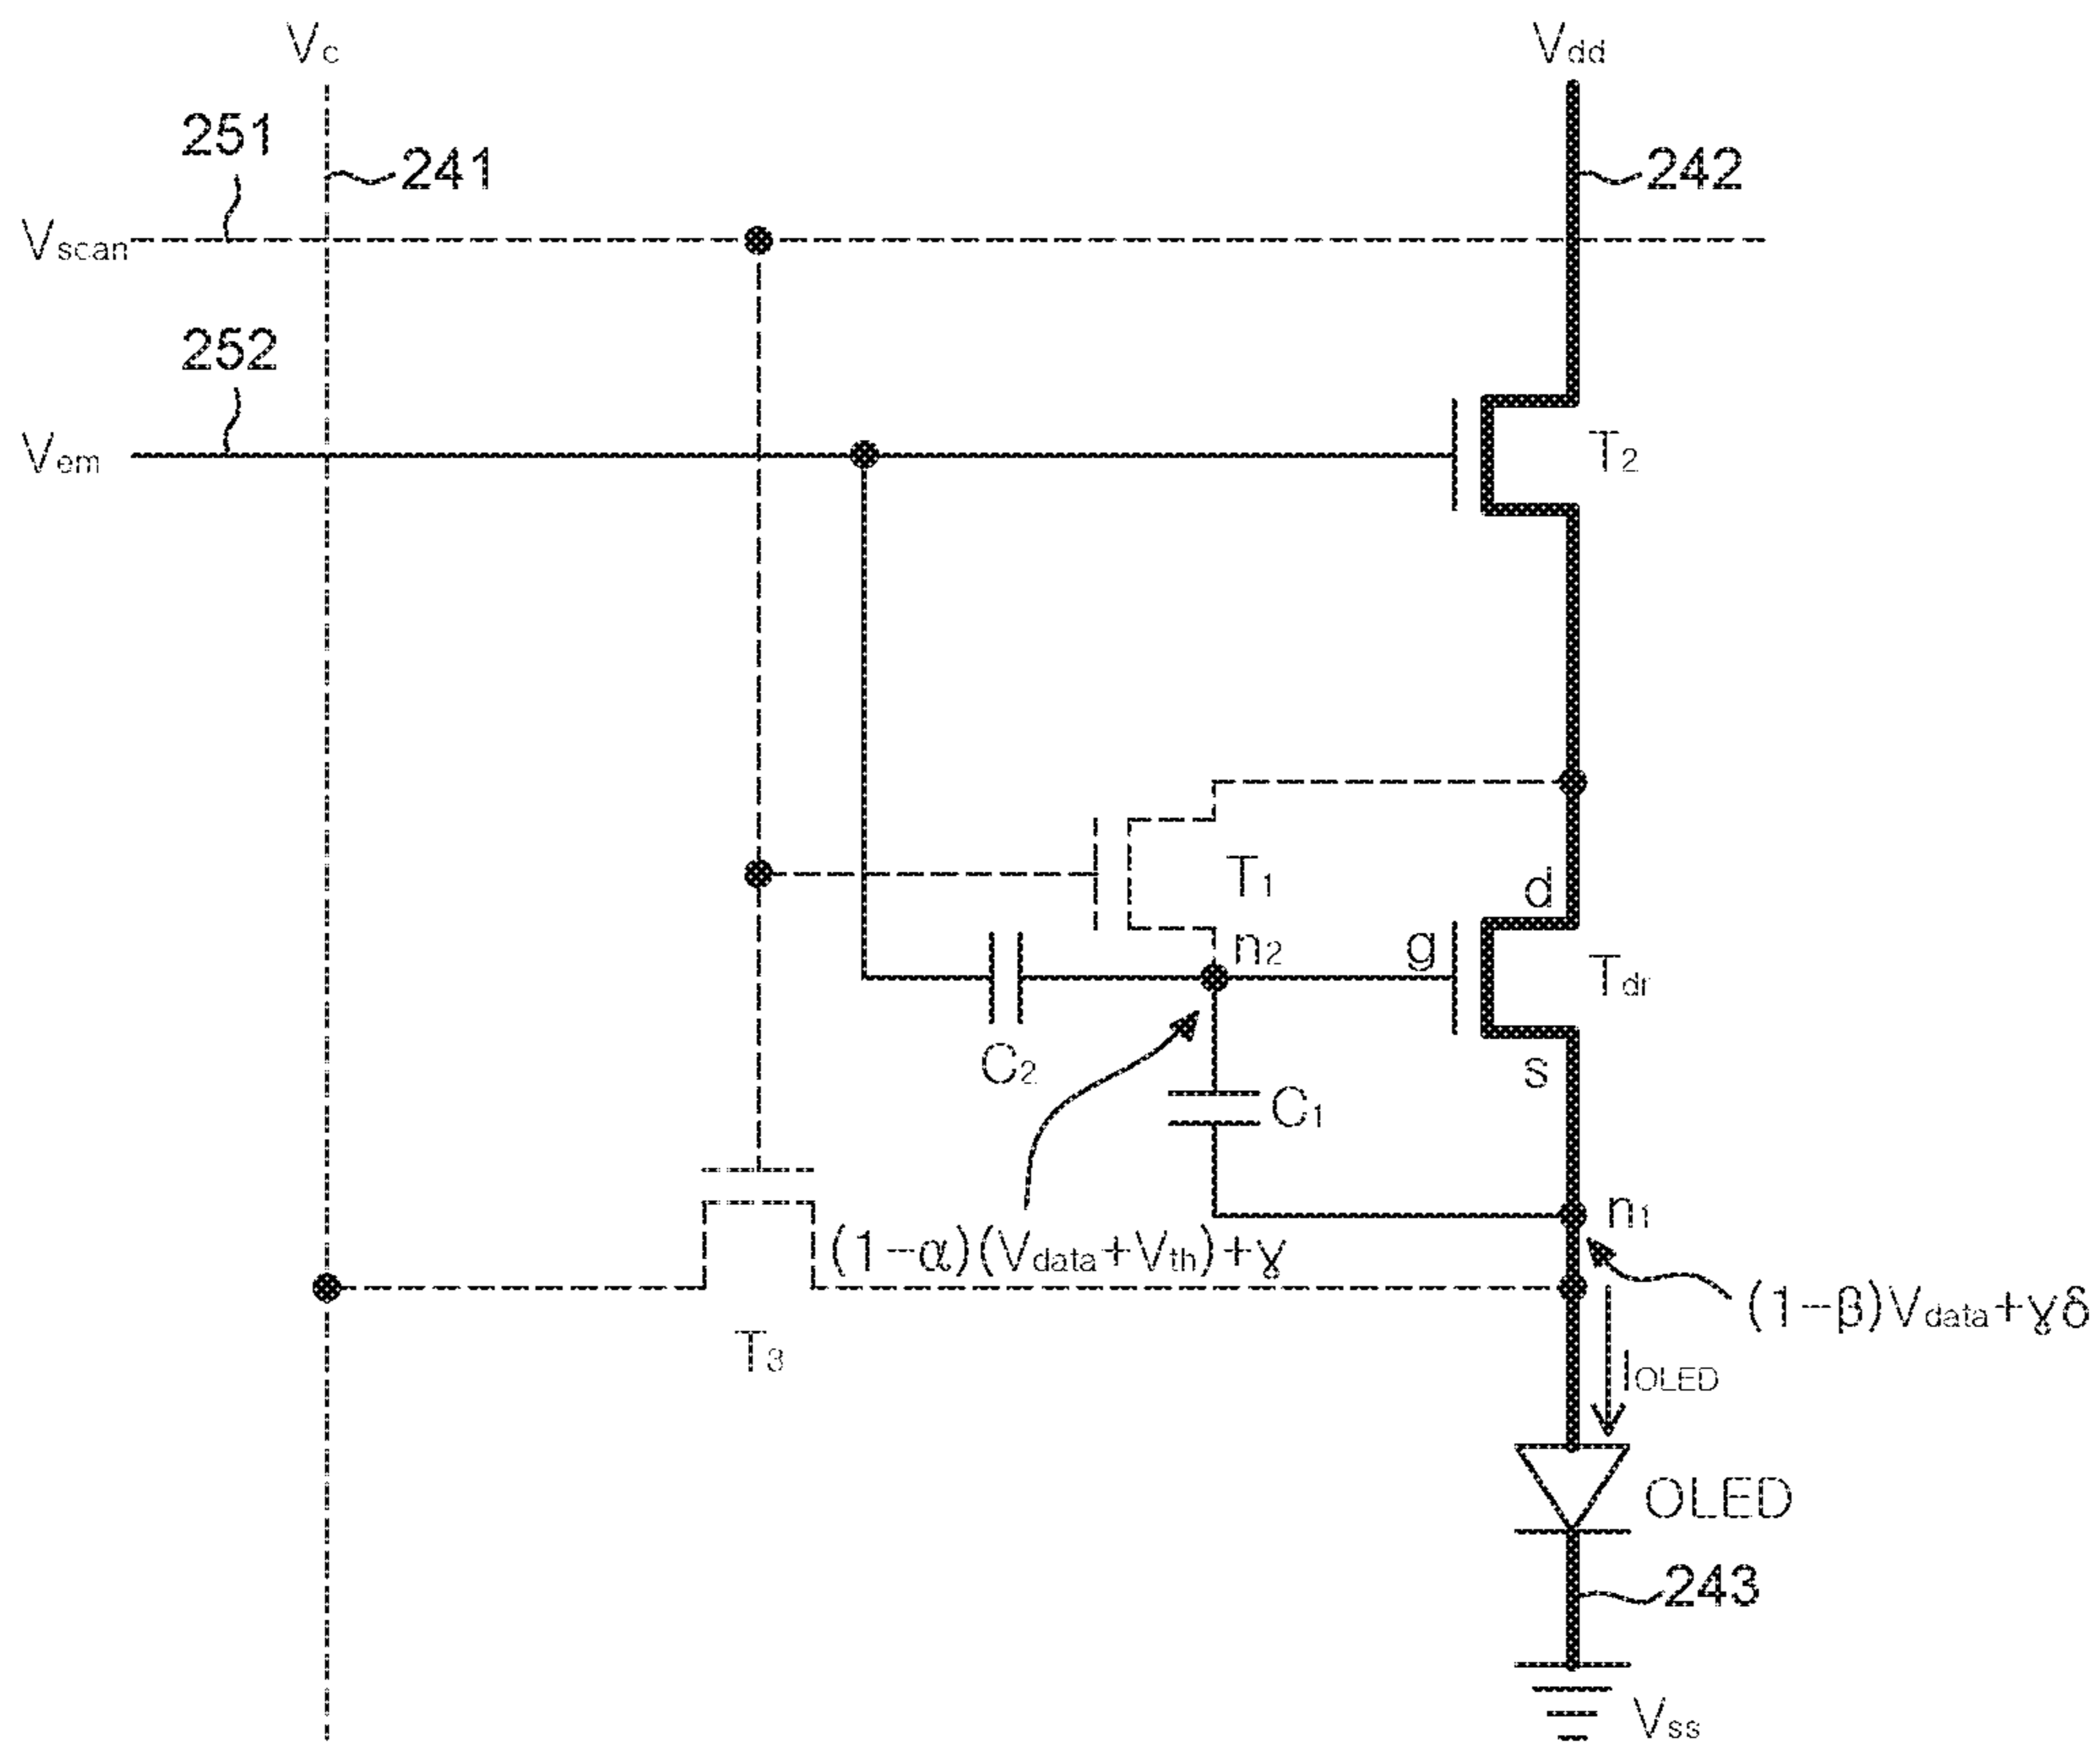 Vc
Vdd
251
241
242
Vscan
252
Vem
T2
T1
d
n2
g
Tdr
C2
s
C1
n1
(1-α)(Vdata+Vth)+γ
(1-β)Vdata+γδ
T3
IOLED
OLED
243
Vss